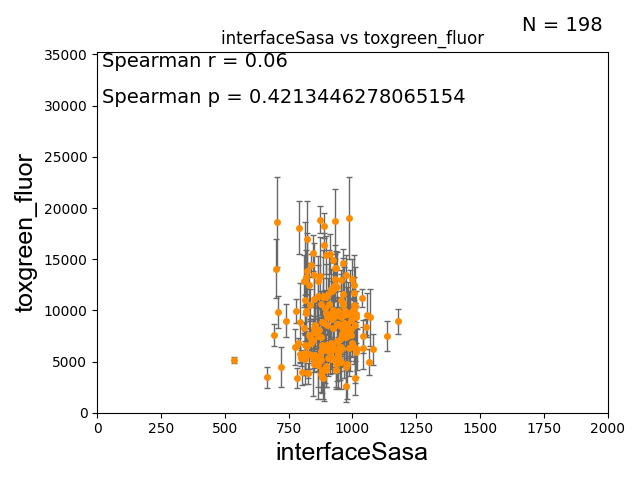 N = 198
interfaceSasa vs toxgreen_fluor
Spearman r = 0.06
Spearman p = 0.4213446278065154
35000
30000
25000
20000
15000
10000
5000
0
toxgreen_fluor
0 250 500 750 1000 1250 1500 1750 2000
interfaceSasa